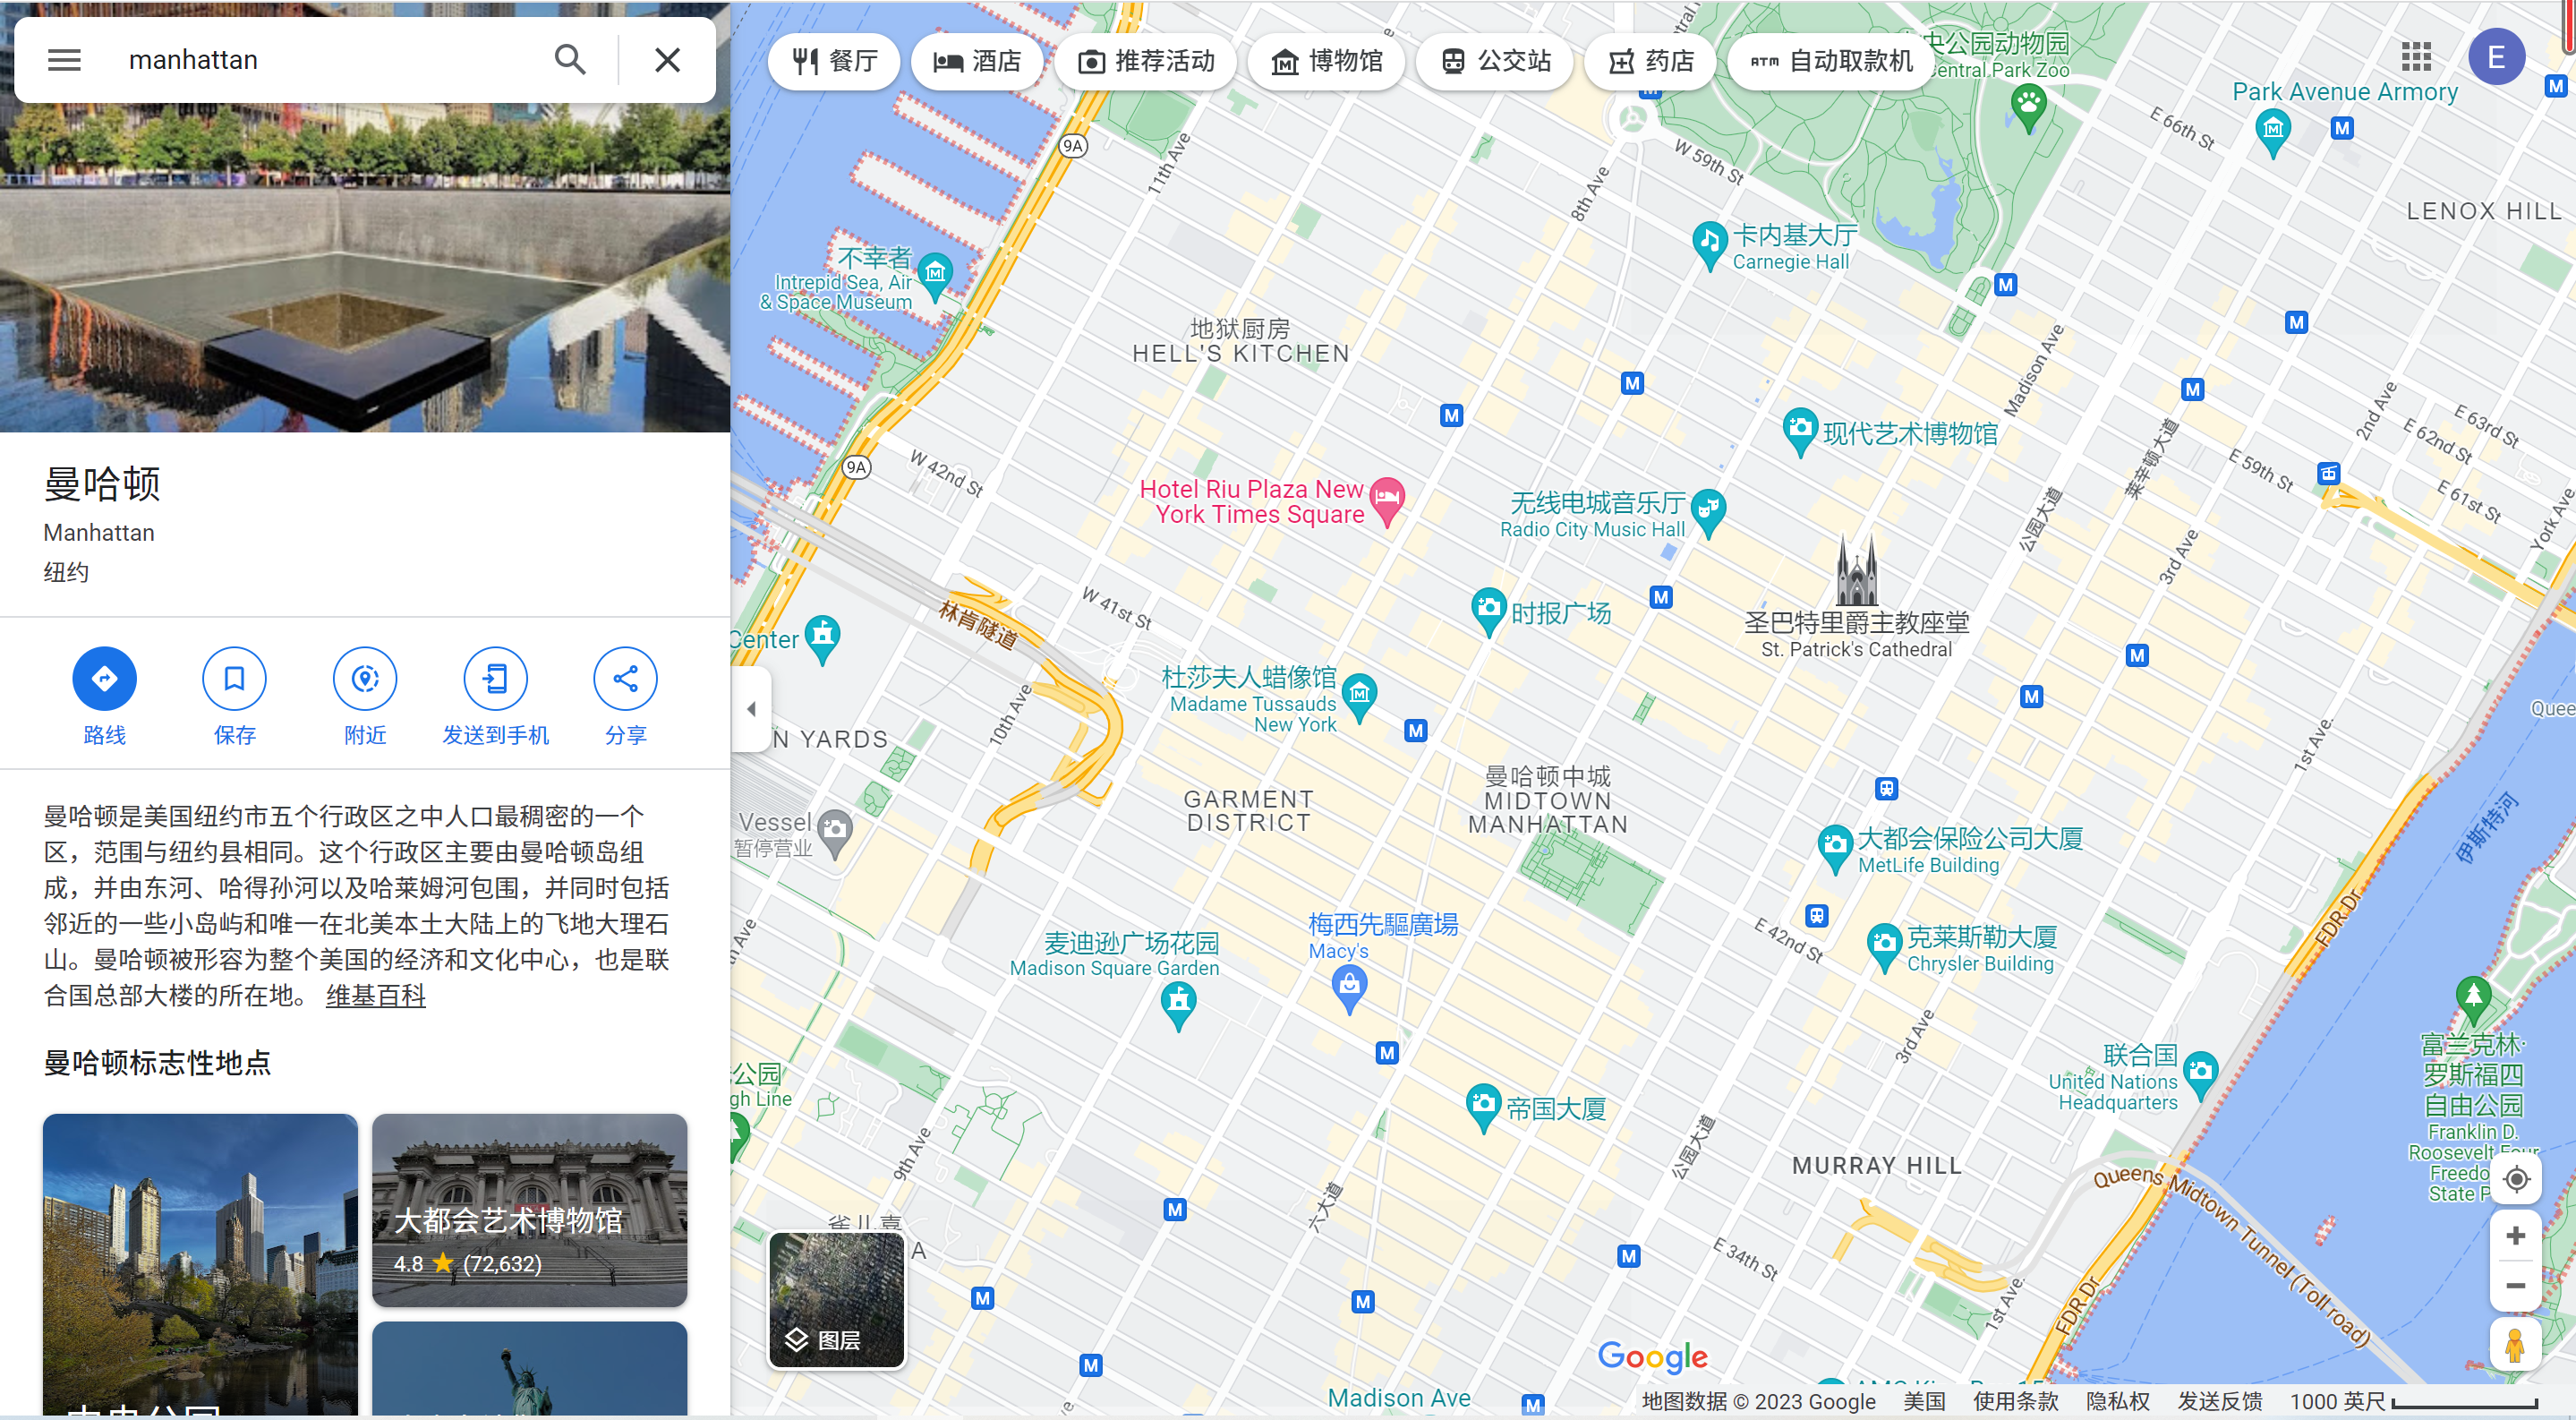 manhattan
餐厅
酒店
推荐活动
博物馆
公交站
药店
自动取款机
E
曼哈顿
Manhattan
纽约
路线
保存
附近
发送到手机
分享
曼哈顿是美国纽约市五个行政区之中人口最稠密的一个
区，范围与纽约县相同。这个行政区主要由曼哈顿岛组
成，并由东河、哈得孙河以及哈莱姆河包围，并同时包括
邻近的一些小岛屿和唯一在北美本土大陆上的飞地大理石
山。曼哈顿被形容为整个美国的经济和文化中心，也是联
合国总部大楼的所在地。 维基百科
曼哈顿标志性地点
大都会艺术博物馆
4.8 (72,632)
中央公园
央公园动物园
Central Park Zoo
Park Avenue Armory
E 66th St
LENOX HILL
9A
11th Ave
8th Ave
W 59th St
卡内基大厅
Carnegie Hall
不幸者
Intrepid Sea, Air
& Space Museum
地狱厨房
HELL'S KITCHEN
Madison Ave
2nd Ave
E 63rd St
E 62nd St
E 59th St
E 61st St
York Ave
莱辛顿大道
公园大道
3rd Ave
现代艺术博物馆
9A
W 42nd St
Hotel Riu Plaza New
York Times Square
无线电城音乐厅
Radio City Music Hall
圣巴特里爵主教座堂
St. Patrick's Cathedral
时报广场
林肯隧道
W 41st St
Center
杜莎夫人蜡像馆
Madame Tussauds
New York
10th Ave
N YARDS
GARMENT
DISTRICT
曼哈顿中城
MIDTOWN
MANHATTAN
1st Ave.
Quee
Vessel
暂停营业
大都会保险公司大厦
MetLife Building
伊斯特河
FDR Dr
E 42nd St
克莱斯勒大厦
Chrysler Building
梅西先驅廣場
Macy's
麦迪逊广场花园
Madison Square Garden
3rd Ave
联合国
United Nations
Headquarters
富兰克林·
罗斯福四
自由公园
Franklin D.
Roosevelt Four
Freedo
State P
公园
gh Line
帝国大厦
9th Ave
公园大道
MURRAY HILL
六大道
E 34th St
Queens Midtown Tunnel (Toll road)
1st Ave.
FDR Dr
A
图层
Google
Madison Ave
地图数据 © 2023 Google
美国
使用条款
隐私权
发送反馈
1000 英尺